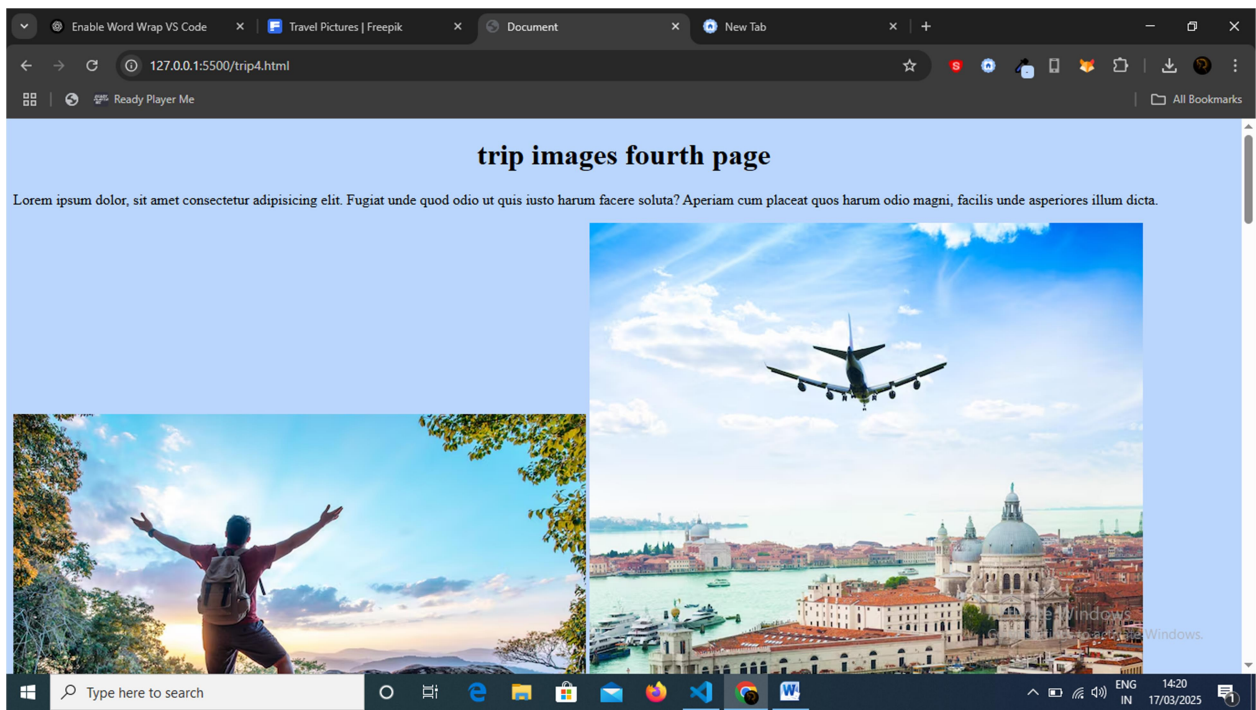 Enable Word Wrap VS Code
Travel Pictures | Freepik
Document
New Tab
127.0.0.1:5500/trip4.html
Ready Player Me
All Bookmarks
trip images fourth page
Lorem ipsum dolor, sit amet consectetur adipisicing elit. Fugiat unde quod odio ut quis iusto harum facere soluta? Aperiam cum placeat quos harum odio magni, facilis unde asperiores illum dicta.
Windows
Windows.
Type here to search
ENG
IN
14:20
17/03/2025
1